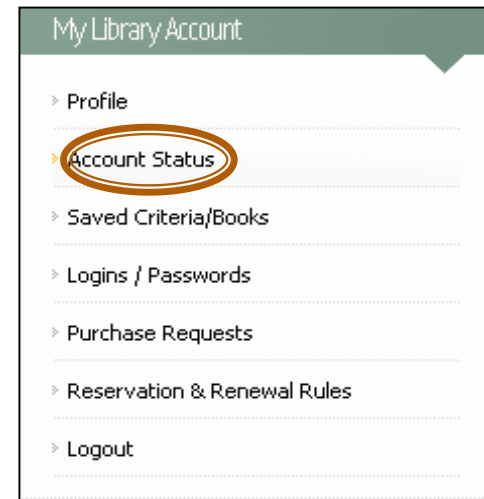 My Library Account
Profile
Account Status
Saved Criteria/Books
Logins / Passwords
Purchase Requests
Reservation & Renewal Rules
Logout